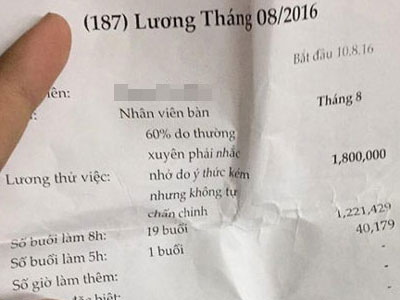 (187) Lương Tháng 08/2016
Bắt đầu 10.8.16
ên:
Tháng 8
Nhân viên bàn
60% do thường
xuyên phải nhắc
Lương thử việc: nhở do ý thức kém 1,800,000
nhưng không tự
chấn chỉnh
Số buổi làm 8h: 19 buổi 1,221,429
Số buổi làm 5h: 1 buổi 40,179
Số giờ làm thêm:
đặc biệt: